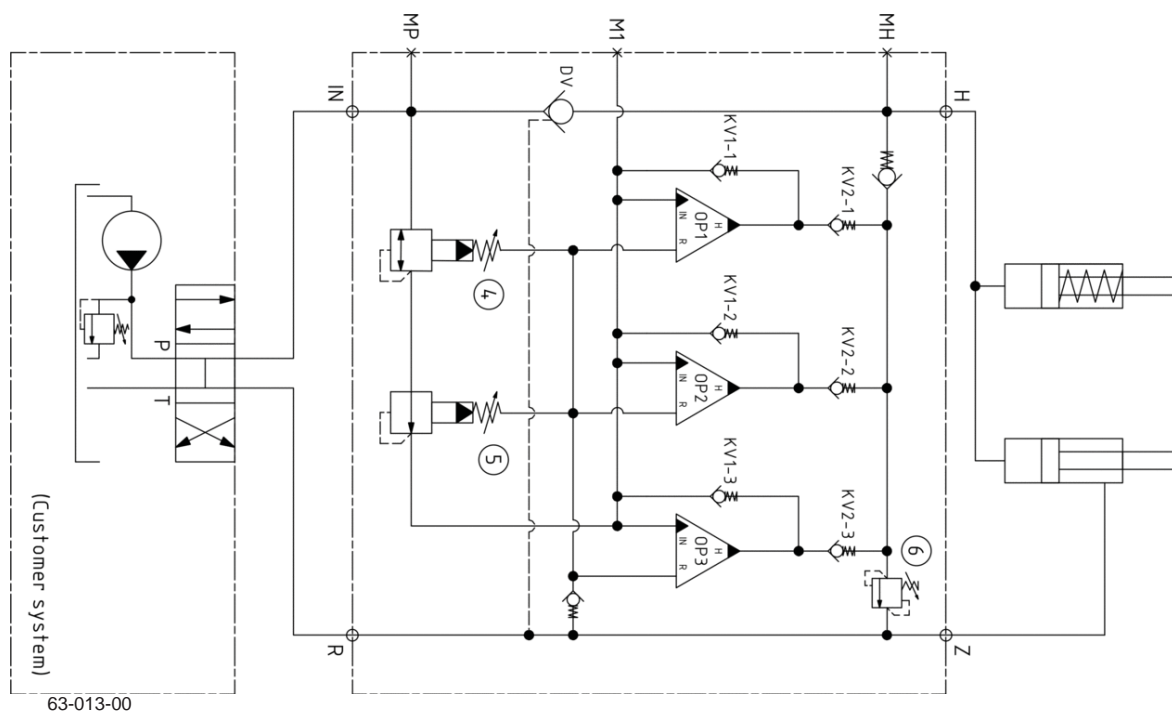 MP
M1
MH
IN
DV
H
KV1-1
KV2-1
IN
R
OP1
H
4
KV1-2
KV2-2
P
IN
R
OP2
H
T
5
KV1-3
KV2-3
6
IN
R
OP3
H
R
Z
(Customer system)
63-013-00